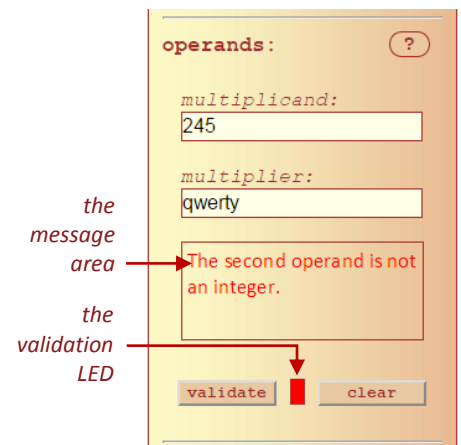 operands:
?
multiplicand:
245
multiplier:
qwerty
the
message
area
The second operand is not
an integer.
the
validation
LED
validate
clear